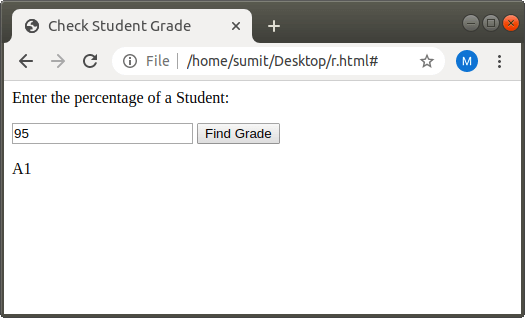 Check Student Grade
File
/home/sumit/Desktop/r.html#
M
Enter the percentage of a Student:
95
Find Grade
A1